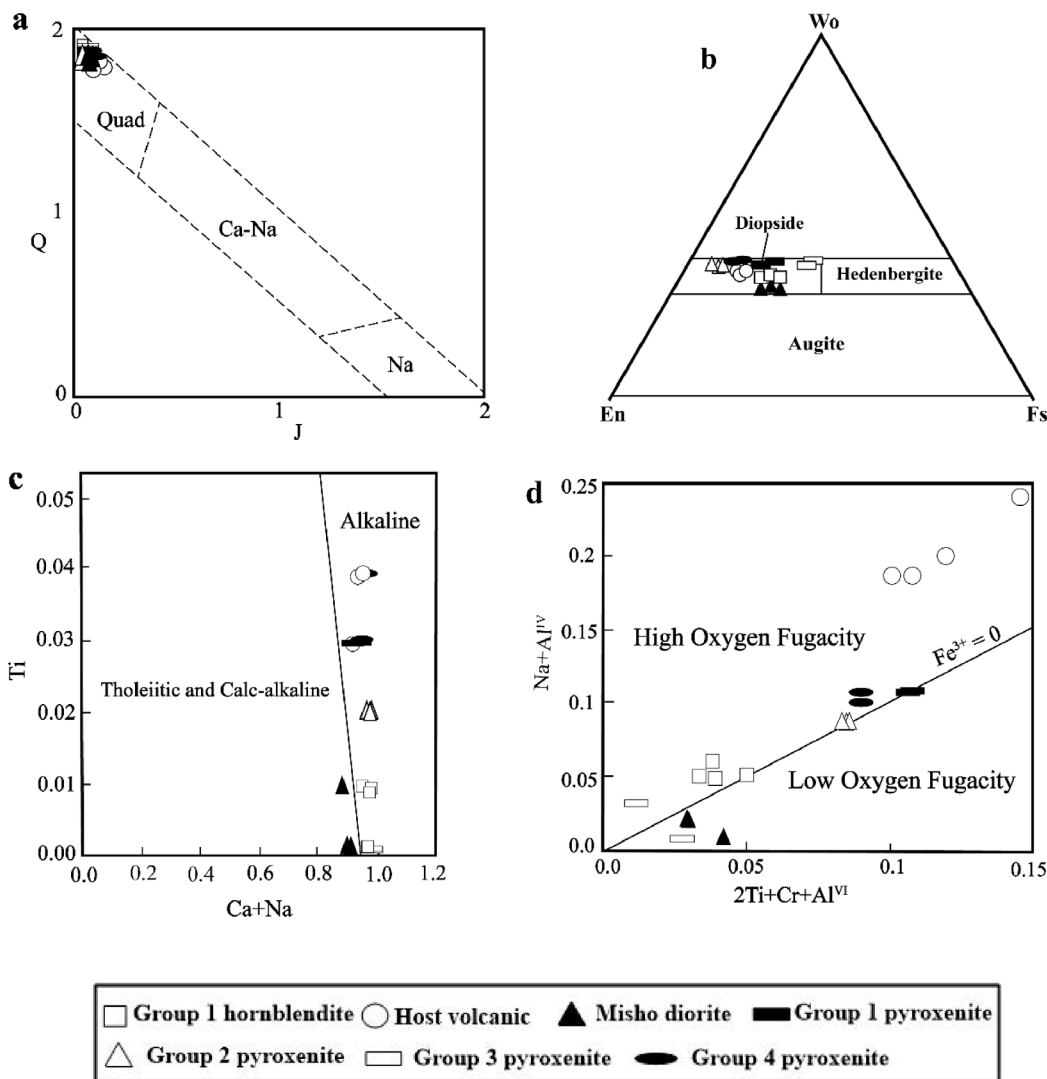 a
2
Quad
1
Ca-Na
Q
Na
0
0
1
2
J
Wo
b
Diopside
Hedenbergite
Augite
En
Fs
c
0.05
Alkaline
0.04
0.03
Ti
Tholeiitic and Calc-alkaline
0.02
0.01
0.00
0.0
0.2
0.4
0.6
0.8
1.0
1.2
Ca+Na
d
0.25
0.2
High Oxygen Fugacity
Fe³⁺ = 0
0.15
Na+Alᴵⱽ
0.1
Low Oxygen Fugacity
0.05
0.0
0.0
0.05
0.1
0.15
2Ti+Cr+Alⱽᴵ
Group 1 hornblendite Host volcanic Misho diorite Group 1 pyroxenite
Group 2 pyroxenite Group 3 pyroxenite Group 4 pyroxenite